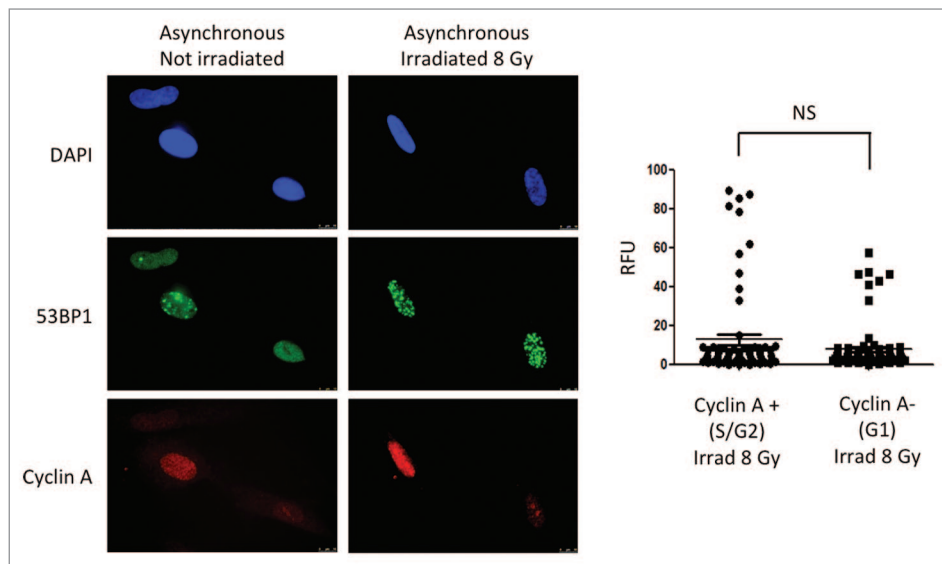 Asynchronous
Not irradiated
Asynchronous
Irradiated 8 Gy
DAPI
53BP1
Cyclin A
NS
RFU
100
80
60
40
20
0
Cyclin A +
(S/G2)
Irrad 8 Gy
Cyclin A-
(G1)
Irrad 8 Gy